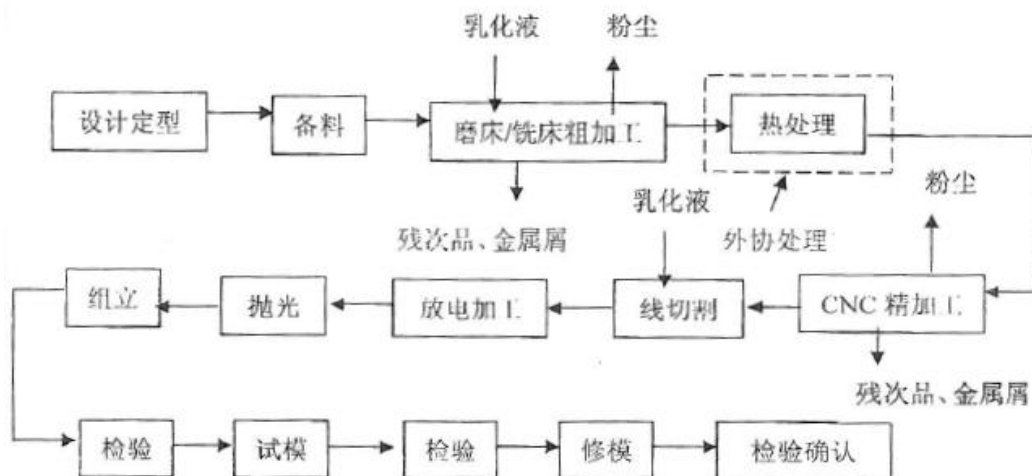 乳化液
粉尘
设计定型
备料
磨床/铣床粗加工
热处理
粉尘
乳化液
残次品、金属屑
外协处理
组立
抛光
放电加工
线切割
CNC 精加工
残次品、金属屑
检验
试模
检验
修模
检验确认